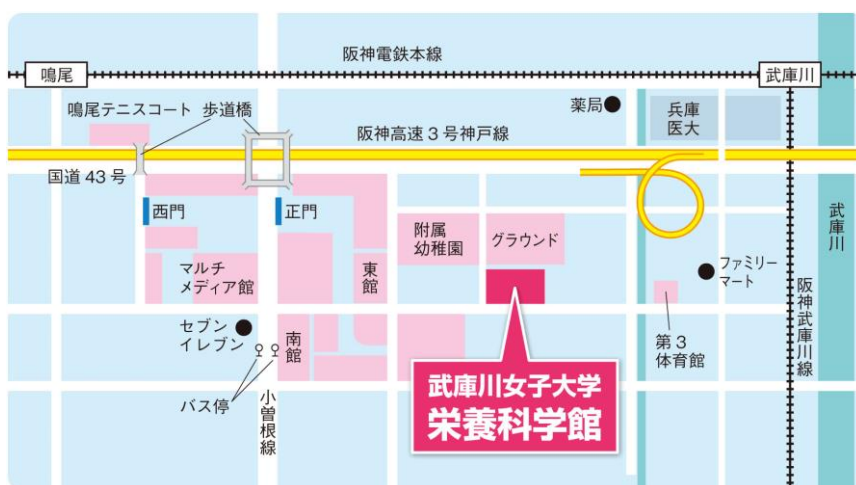 阪神電鉄本線
鳴尾
武庫川
鳴尾テニスコート
歩道橋
薬局
兵庫
医大
阪神高速3号神戸線
国道43号
西門
正門
附属
幼稚園
グラウンド
武庫川
マルチ
メディア館
東館
ファミリー
マート
阪神武庫川線
セブン
イレブン
南館
第3
体育館
バス停
小曽根線
武庫川女子大学
栄養科学館